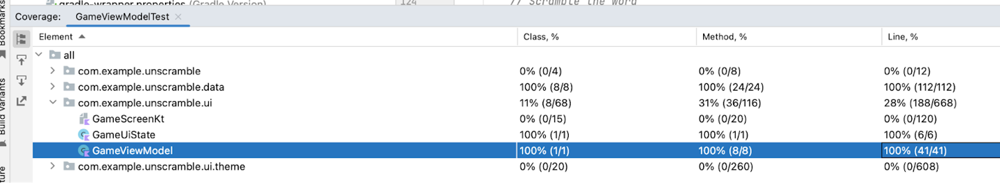 gradle-wrapper.properties (Gradle Version) 124 // Scramble the word
Bookmarks
Coverage: GameViewModelTest
Element Class, % Method, % Line, %
all
com.example.unscramble 0% (0/4) 0% (0/8) 0% (0/12)
com.example.unscramble.data 100% (8/8) 100% (24/24) 100% (112/112)
com.example.unscramble.ui 11% (8/68) 31% (36/116) 28% (188/668)
GameScreenKt 0% (0/15) 0% (0/20) 0% (0/120)
GameUiState 100% (1/1) 100% (1/1) 100% (6/6)
GameViewModel 100% (1/1) 100% (8/8) 100% (41/41)
com.example.unscramble.ui.theme 0% (0/20) 0% (0/260) 0% (0/608)
Build Variants